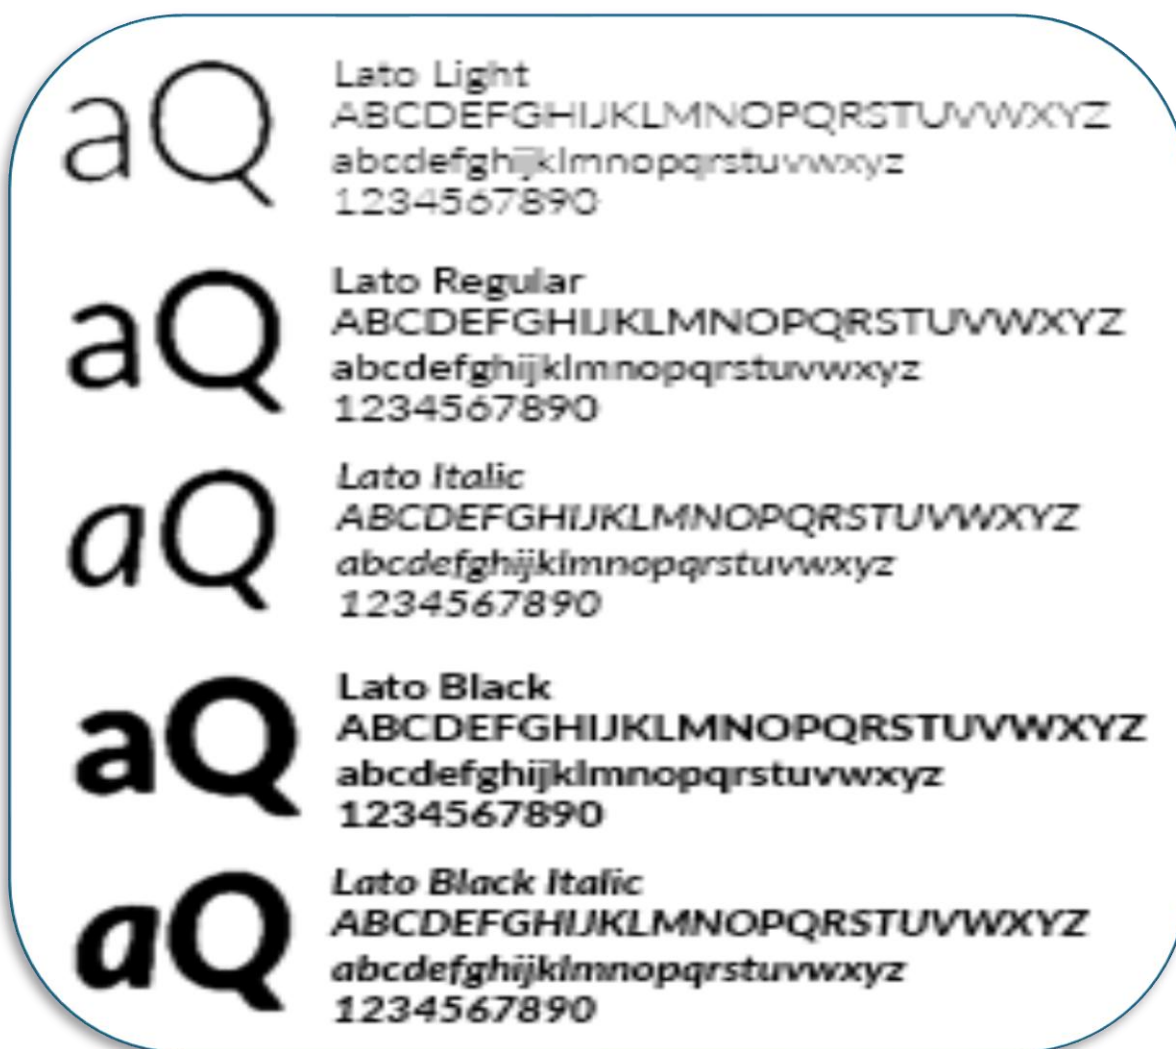 aQ
Lato Light
ABCDEFGHIJKLMNOPQRSTUVWXYZ
abcdefghijklmnopqrstuvwxyz
1234567890
aQ
Lato Regular
ABCDEFGHIJKLMNOPQRSTUVWXYZ
abcdefghijklmnopqrstuvwxyz
1234567890
aQ
Lato Italic
ABCDEFGHIJKLMNOPQRSTUVWXYZ
abcdefghijklmnopqrstuvwxyz
1234567890
aQ
Lato Black
ABCDEFGHIJKLMNOPQRSTUVWXYZ
abcdefghijklmnopqrstuvwxyz
1234567890
aQ
Lato Black Italic
ABCDEFGHIJKLMNOPQRSTUVWXYZ
abcdefghijklmnopqrstuvwxyz
1234567890